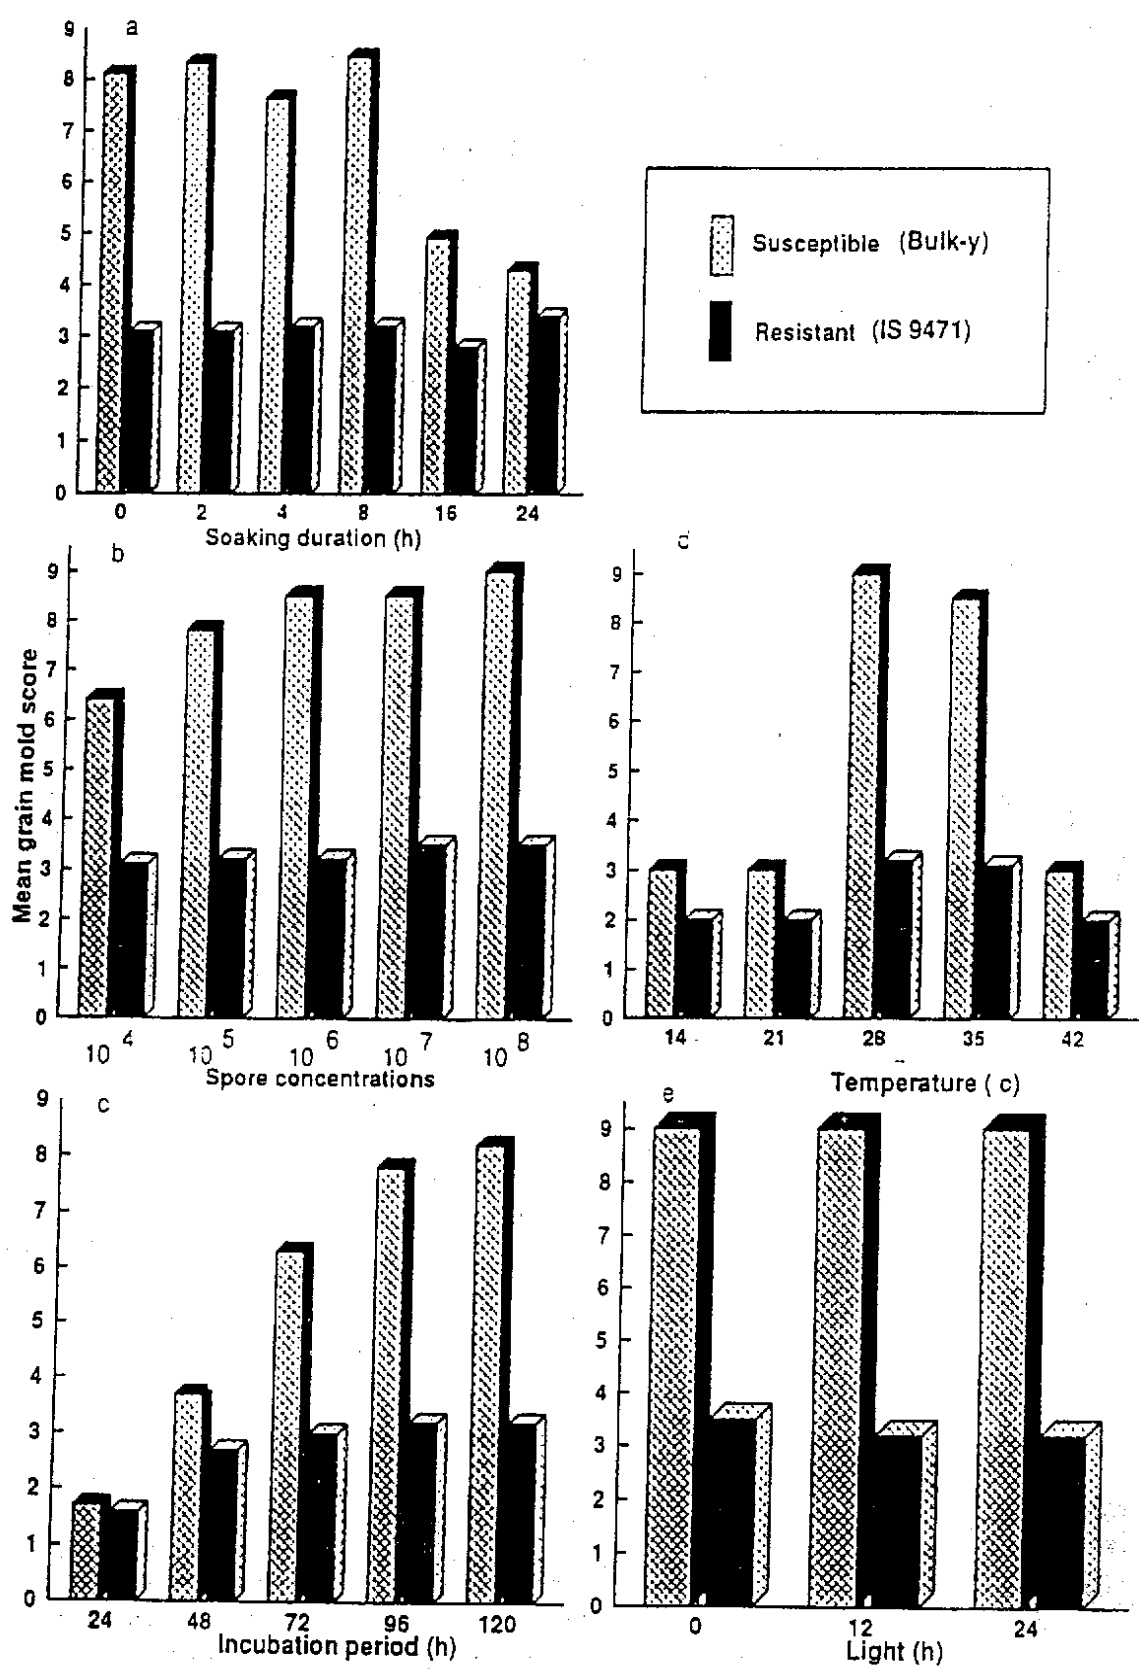 a
9
8
7
6
5
4
3
2
1
0
0 2 4 8 16 24
Soaking duration (h)
Susceptible (Bulk-y)
Resistant (IS 9471)
Mean grain mold score
b
9
8
7
6
5
4
3
2
1
0
10 4 10 5 10 6 10 7 10 8
Spore concentrations
d
9
8
7
6
5
4
3
2
1
0
14 21 28 35 42
Temperature ( c)
c
9
8
7
6
5
4
3
2
1
0
24 48 72 96 120
Incubation period (h)
e
9
8
7
6
5
4
3
2
1
0
0 12 24
Light (h)